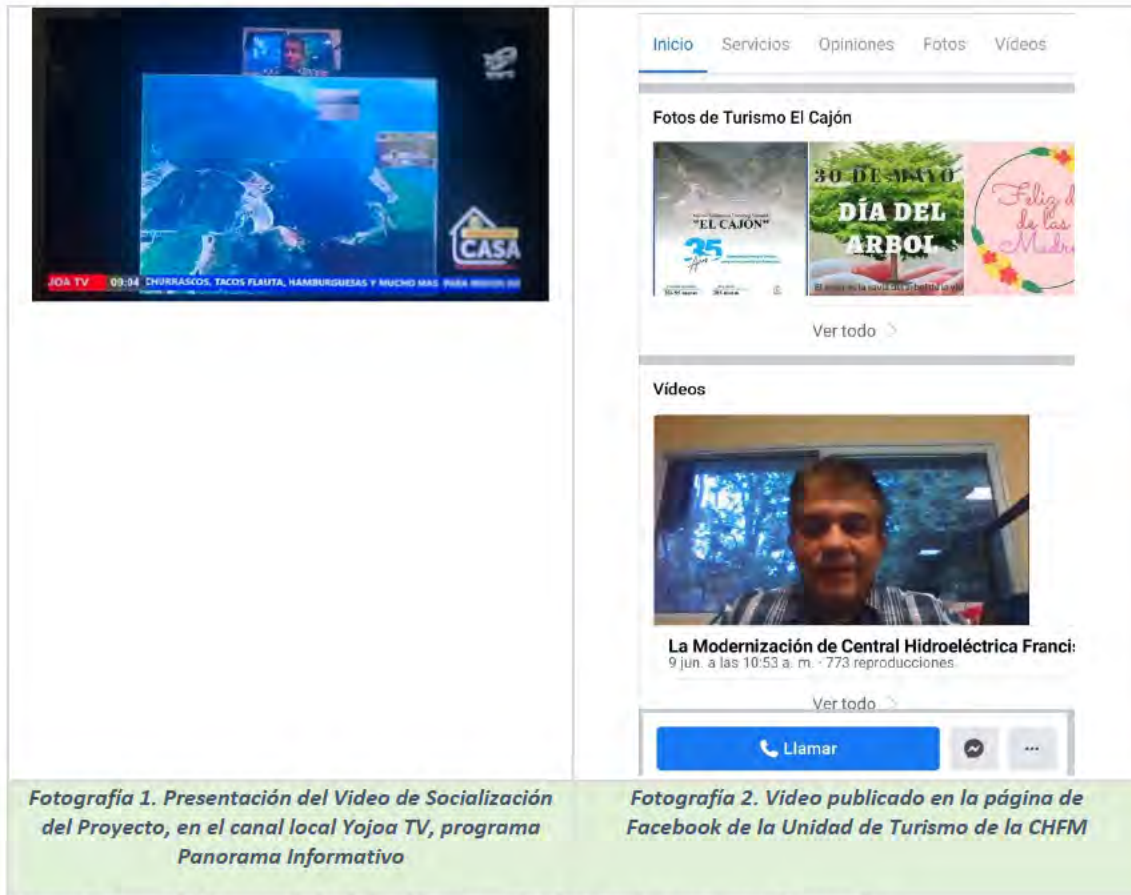 CASA
JOA TV 09:04 CHURRASCOS, TACOS FLAUTA, HAMBURGUESAS Y MUCHO MAS
Inicio Servicios Opiniones Fotos Vídeos
Fotos de Turismo El Cajón
"EL CAJÓN"
35
Años
30 DE MAYO
DÍA DEL
ARBOL
Feliz d
de las
Madre
Ver todo
Vídeos
La Modernización de Central Hidroeléctrica Franci
9 jun. a las 10:53 a. m. · 773 reproducciones
Ver todo
Llamar
Fotografía 1. Presentación del Video de Socialización
del Proyecto, en el canal local Yojoa TV, programa
Panorama Informativo
Fotografía 2. Video publicado en la página de
Facebook de la Unidad de Turismo de la CHFM